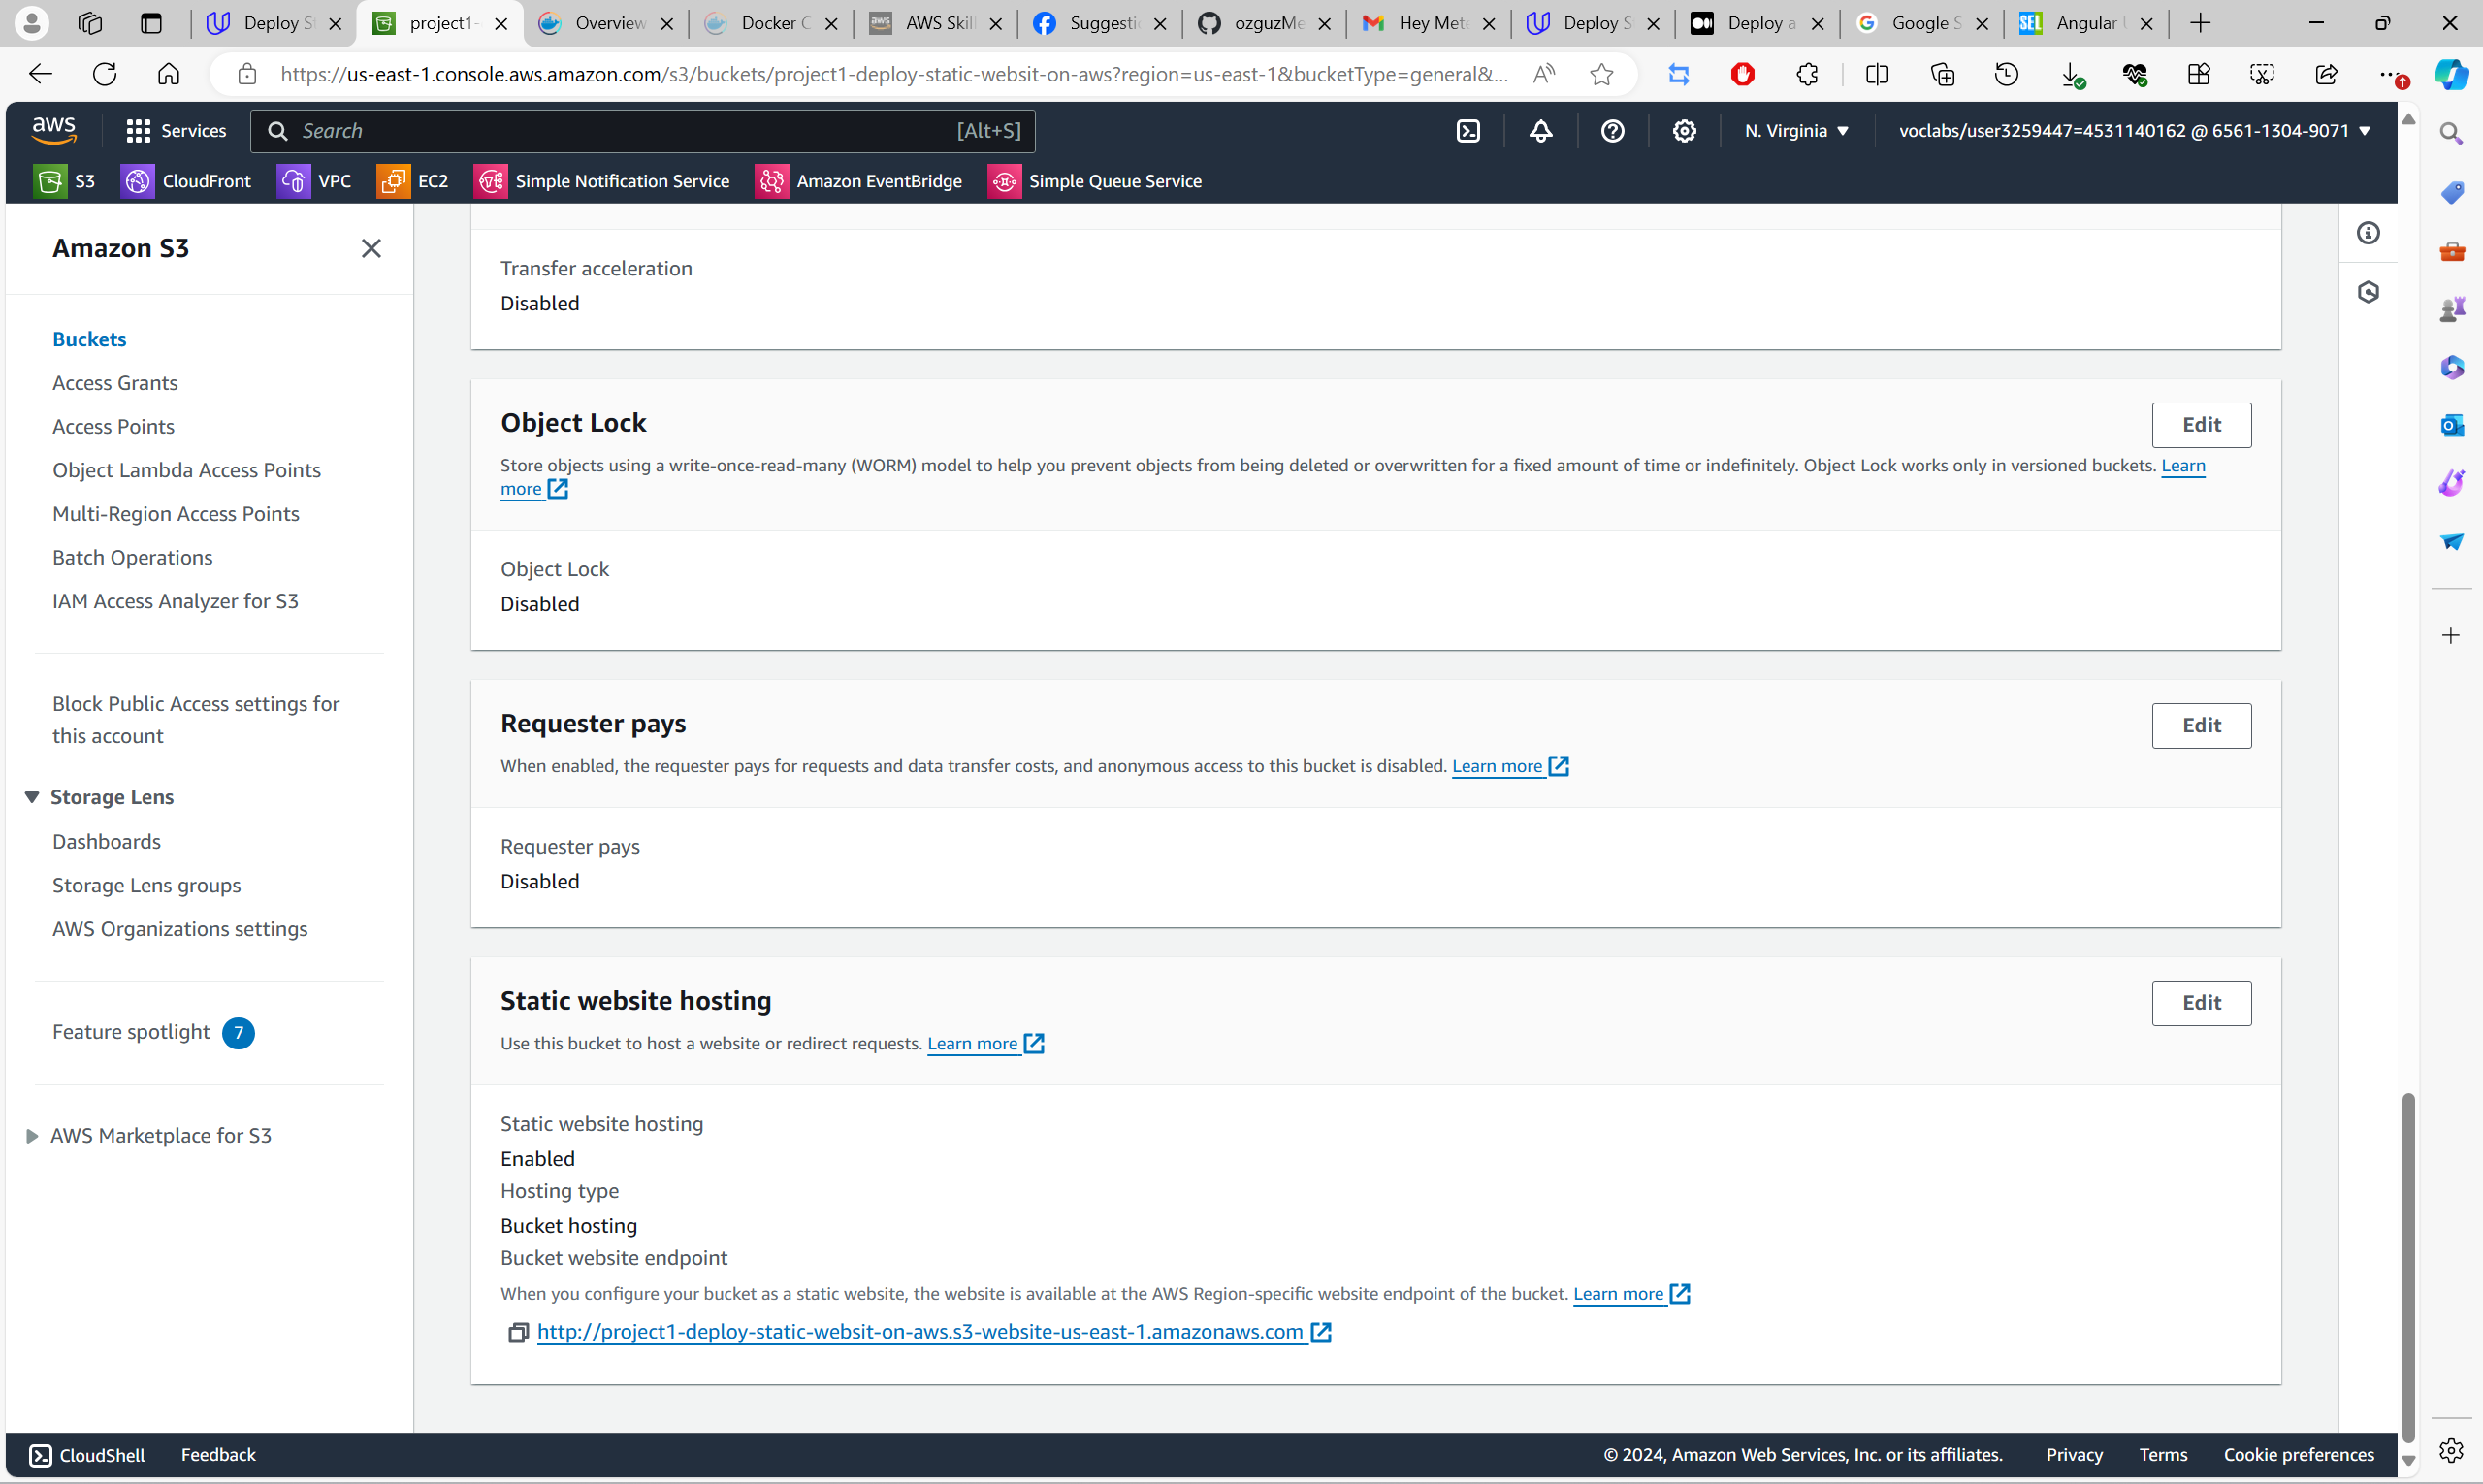 Deploy S
project1-
Overview
Docker C
AWS Skil
Suggesti
ozguzMe
Hey Mete
Deploy S
Deploy a
Google S
Angular
https://us-east-1.console.aws.amazon.com/s3/buckets/project1-deploy-static-websit-on-aws?region=us-east-1&bucketType=general&...
aws
Services
Search
[Alt+S]
N. Virginia
voclabs/user3259447=4531140162 @ 6561-1304-9071
S3
CloudFront
VPC
EC2
Simple Notification Service
Amazon EventBridge
Simple Queue Service
Amazon S3
Buckets
Access Grants
Access Points
Object Lambda Access Points
Multi-Region Access Points
Batch Operations
IAM Access Analyzer for S3
Block Public Access settings for
this account
Storage Lens
Dashboards
Storage Lens groups
AWS Organizations settings
Feature spotlight 7
AWS Marketplace for S3
Transfer acceleration
Disabled
Object Lock
Edit
Store objects using a write-once-read-many (WORM) model to help you prevent objects from being deleted or overwritten for a fixed amount of time or indefinitely. Object Lock works only in versioned buckets. Learn
more
Object Lock
Disabled
Requester pays
Edit
When enabled, the requester pays for requests and data transfer costs, and anonymous access to this bucket is disabled. Learn more
Requester pays
Disabled
Static website hosting
Edit
Use this bucket to host a website or redirect requests. Learn more
Static website hosting
Enabled
Hosting type
Bucket hosting
Bucket website endpoint
When you configure your bucket as a static website, the website is available at the AWS Region-specific website endpoint of the bucket. Learn more
http://project1-deploy-static-websit-on-aws.s3-website-us-east-1.amazonaws.com
CloudShell
Feedback
© 2024, Amazon Web Services, Inc. or its affiliates.
Privacy
Terms
Cookie preferences